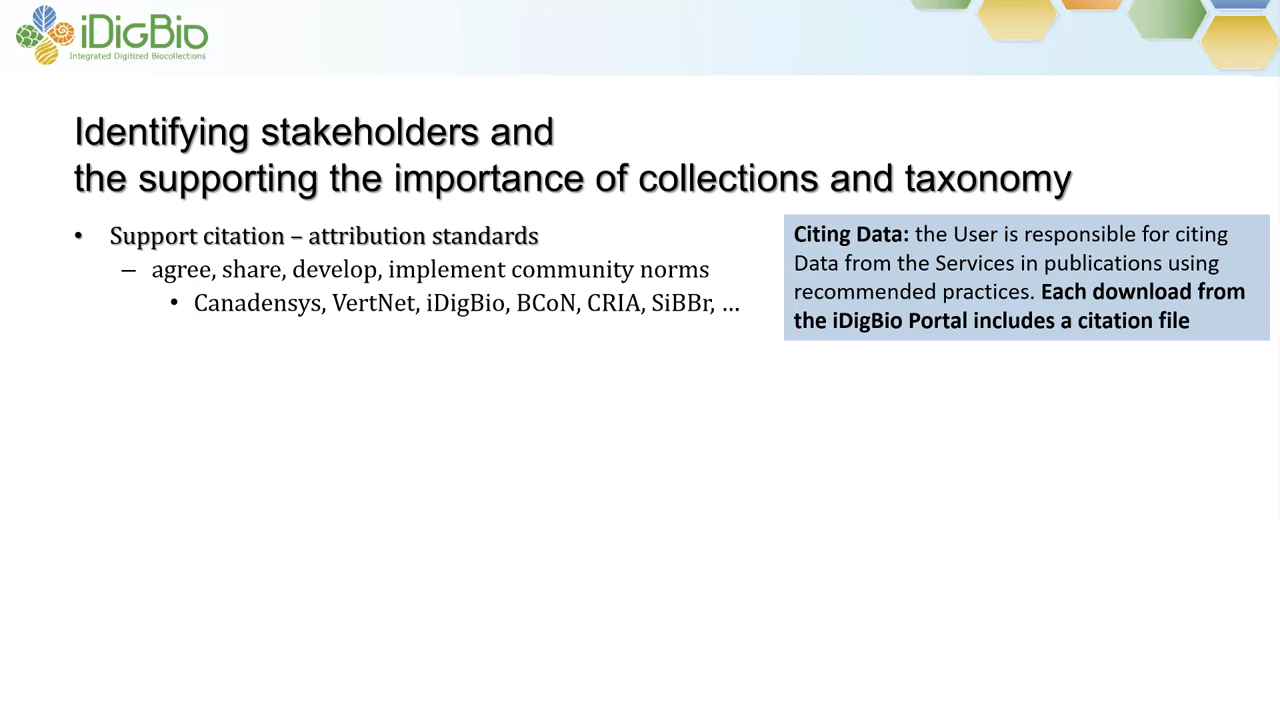 iDigBio
Integrated Digitized Biocollections
Identifying stakeholders and
the supporting the importance of collections and taxonomy
• Support citation – attribution standards
– agree, share, develop, implement community norms
• Canadensys, VertNet, iDigBio, BCoN, CRIA, SiBBr, …
Citing Data: the User is responsible for citing
Data from the Services in publications using
recommended practices. Each download from
the iDigBio Portal includes a citation file